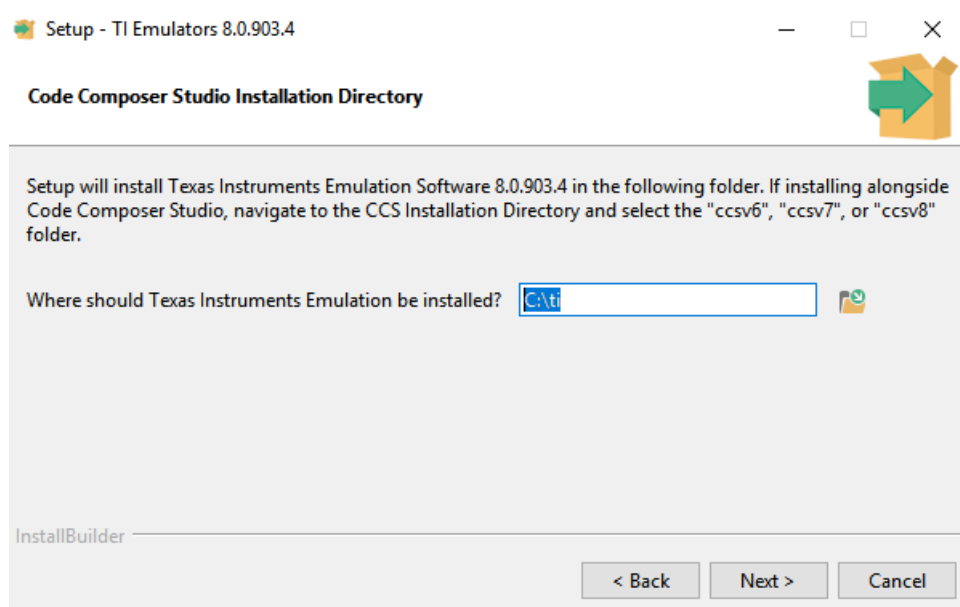 Setup - TI Emulators 8.0.903.4
Code Composer Studio Installation Directory
Setup will install Texas Instruments Emulation Software 8.0.903.4 in the following folder. If installing alongside
Code Composer Studio, navigate to the CCS Installation Directory and select the "ccsv6", "ccsv7", or "ccsv8"
folder.
Where should Texas Instruments Emulation be installed? C:\ti
InstallBuilder
< Back Next > Cancel